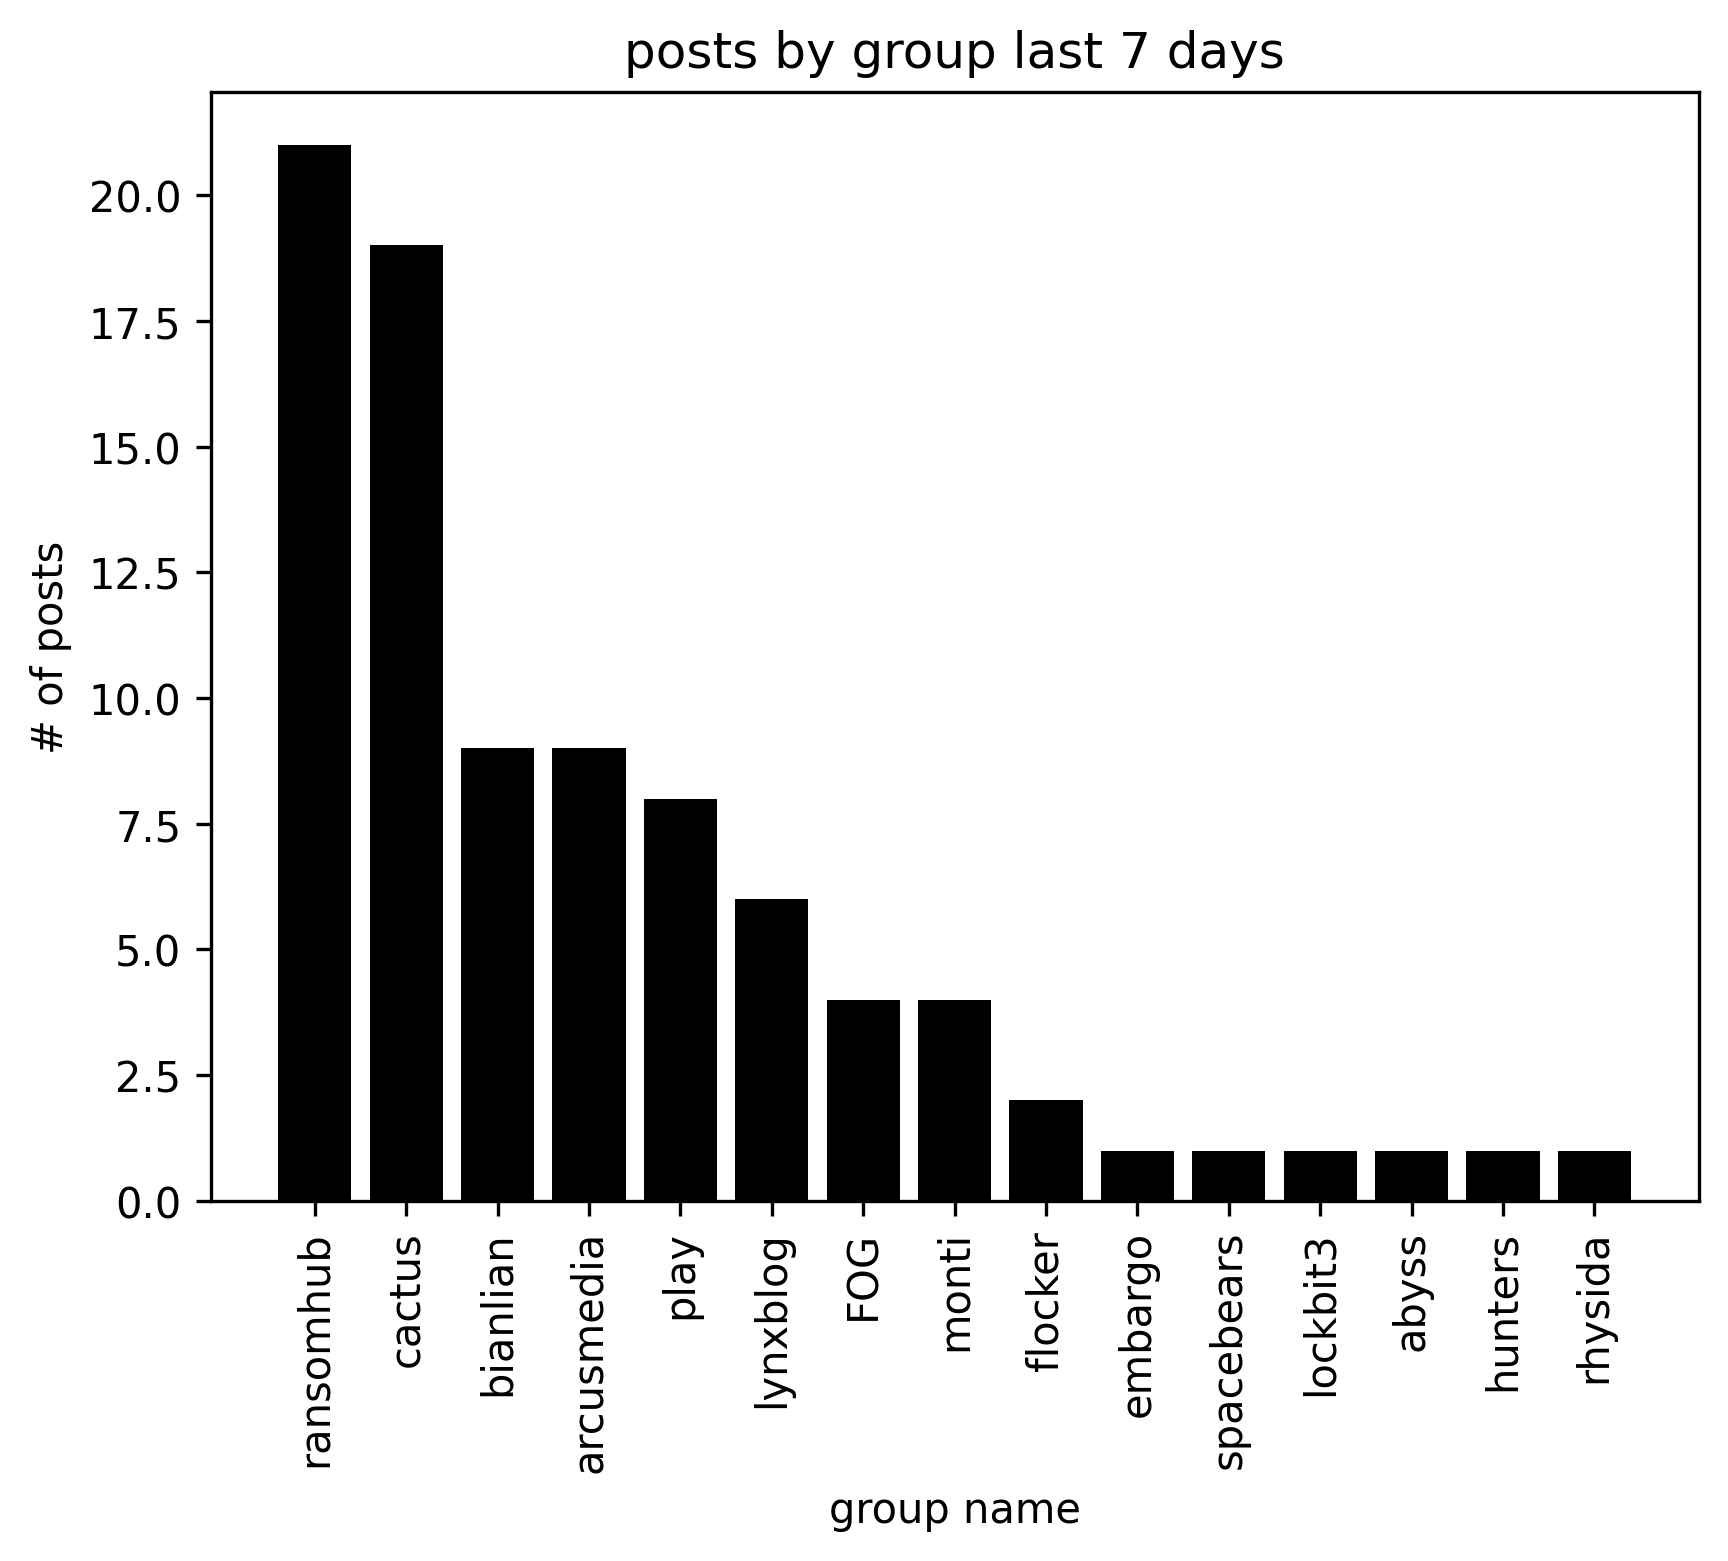 posts by group last 7 days
# of posts
20.0
17.5
15.0
12.5
10.0
7.5
5.0
2.5
0.0
ransomhub
cactus
bianlian
arcusmedia
play
lynxblog
FOG
monti
flocker
embargo
spacebears
lockbit3
abyss
hunters
rhysida
group name